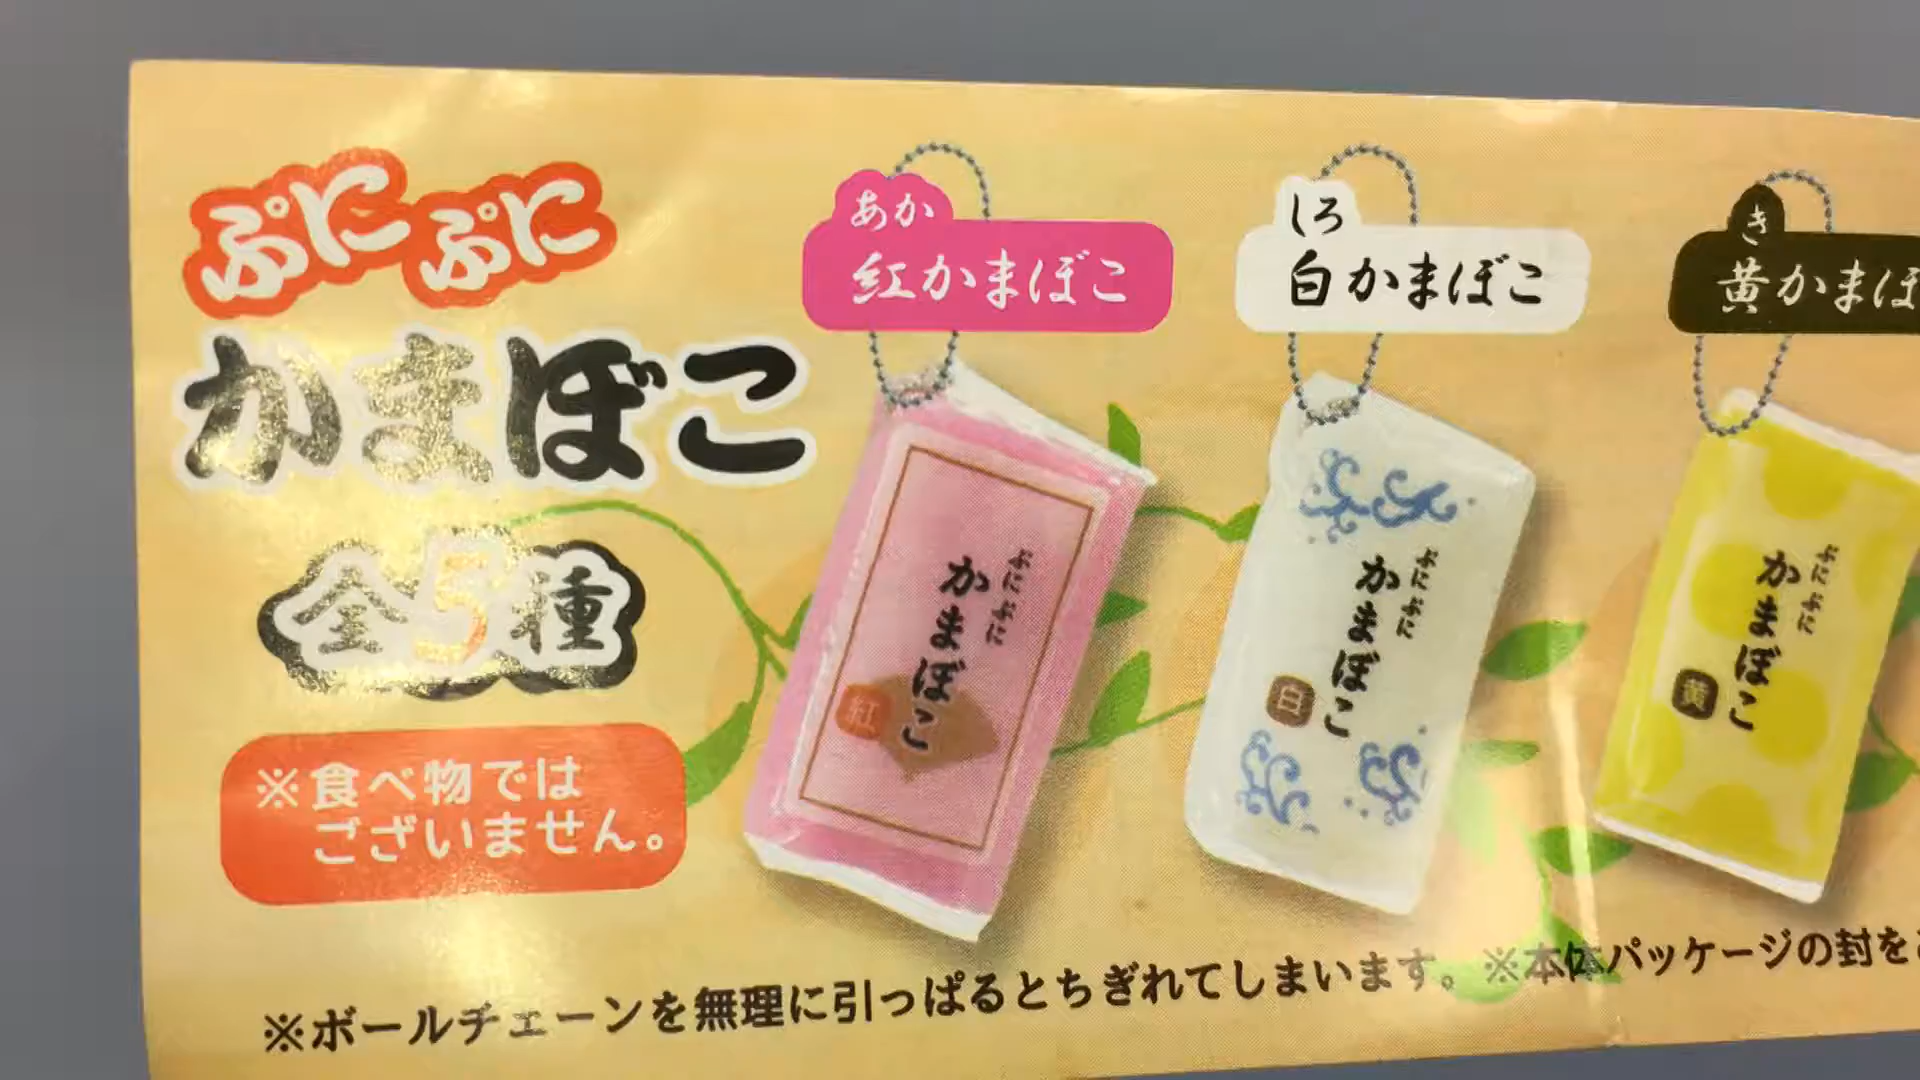 ぷにぷに
かまぼこ
全5種
※食べ物では
ございません。
あか
紅かまぼこ
しろ
白かまぼこ
き
黄かまぼ
ぷにぷに
かまぼこ
紅
ぷにぷに
かまぼこ
白
ぷにぷに
かまぼこ
黄
※ボールチェーンを無理に引っぱるとちぎれてしまいます。※本体パッケージの封を